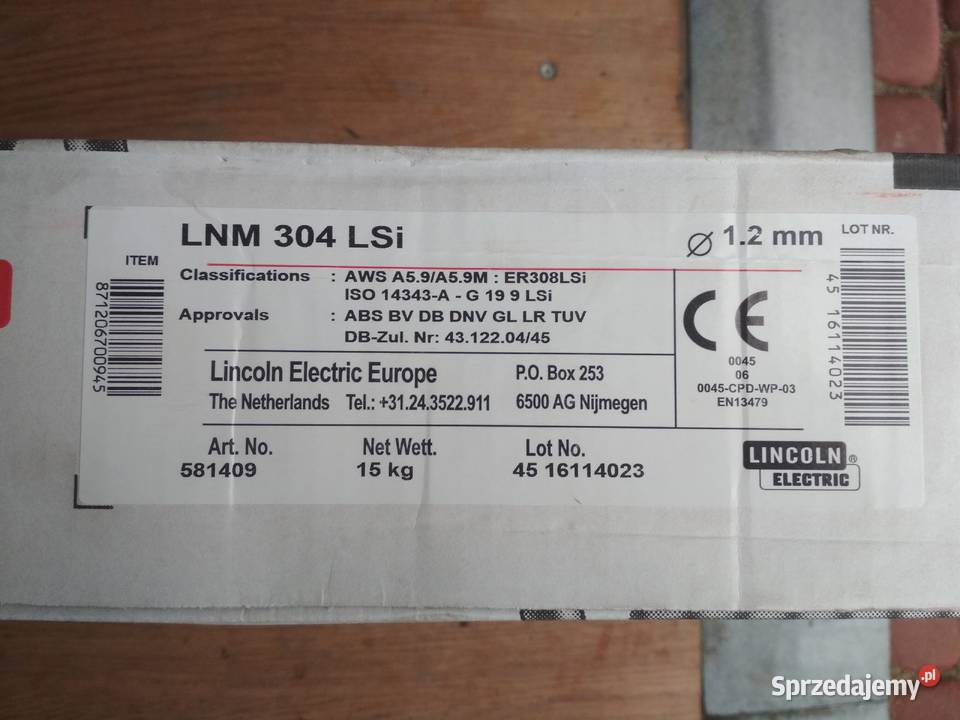 LNM 304 LSi
⌀ 1.2 mm
LOT NR.
45 16114023
ITEM
8712067009​45
Classifications : AWS A5.9/A5.9M : ER308LSi
ISO 14343-A - G 19 9 LSi
Approvals : ABS BV DB DNV GL LR TUV
DB-Zul. Nr: 43.122.04/45
CE
0045
06
0045-CPD-WP-03
EN13479
Lincoln Electric Europe P.O. Box 253
The Netherlands Tel.: +31.24.3522.911 6500 AG Nijmegen
Art. No. Net Wett. Lot No.
581409 15 kg 45 16114023
LINCOLN ®
ELECTRIC
Sprzedajemy.pl